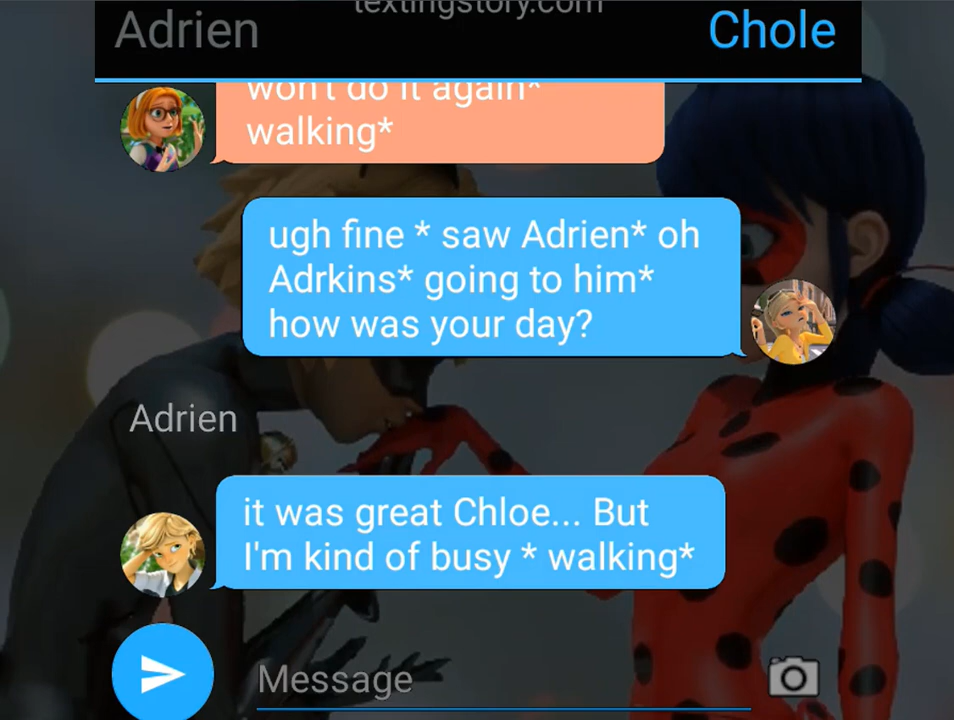 textingstory.com
Adrien
Chole
won't do it again*
walking*
ugh fine * saw Adrien* oh
Adrkins* going to him*
how was your day?
Adrien
it was great Chloe... But
I'm kind of busy * walking*
Message